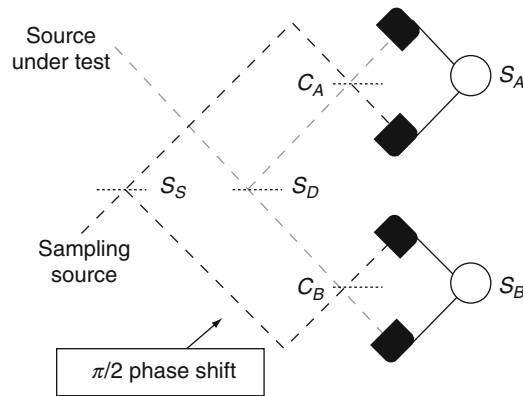 Source
under test
C_A
S_A
S_S
S_D
Sampling
source
C_B
S_B
π/2 phase shift